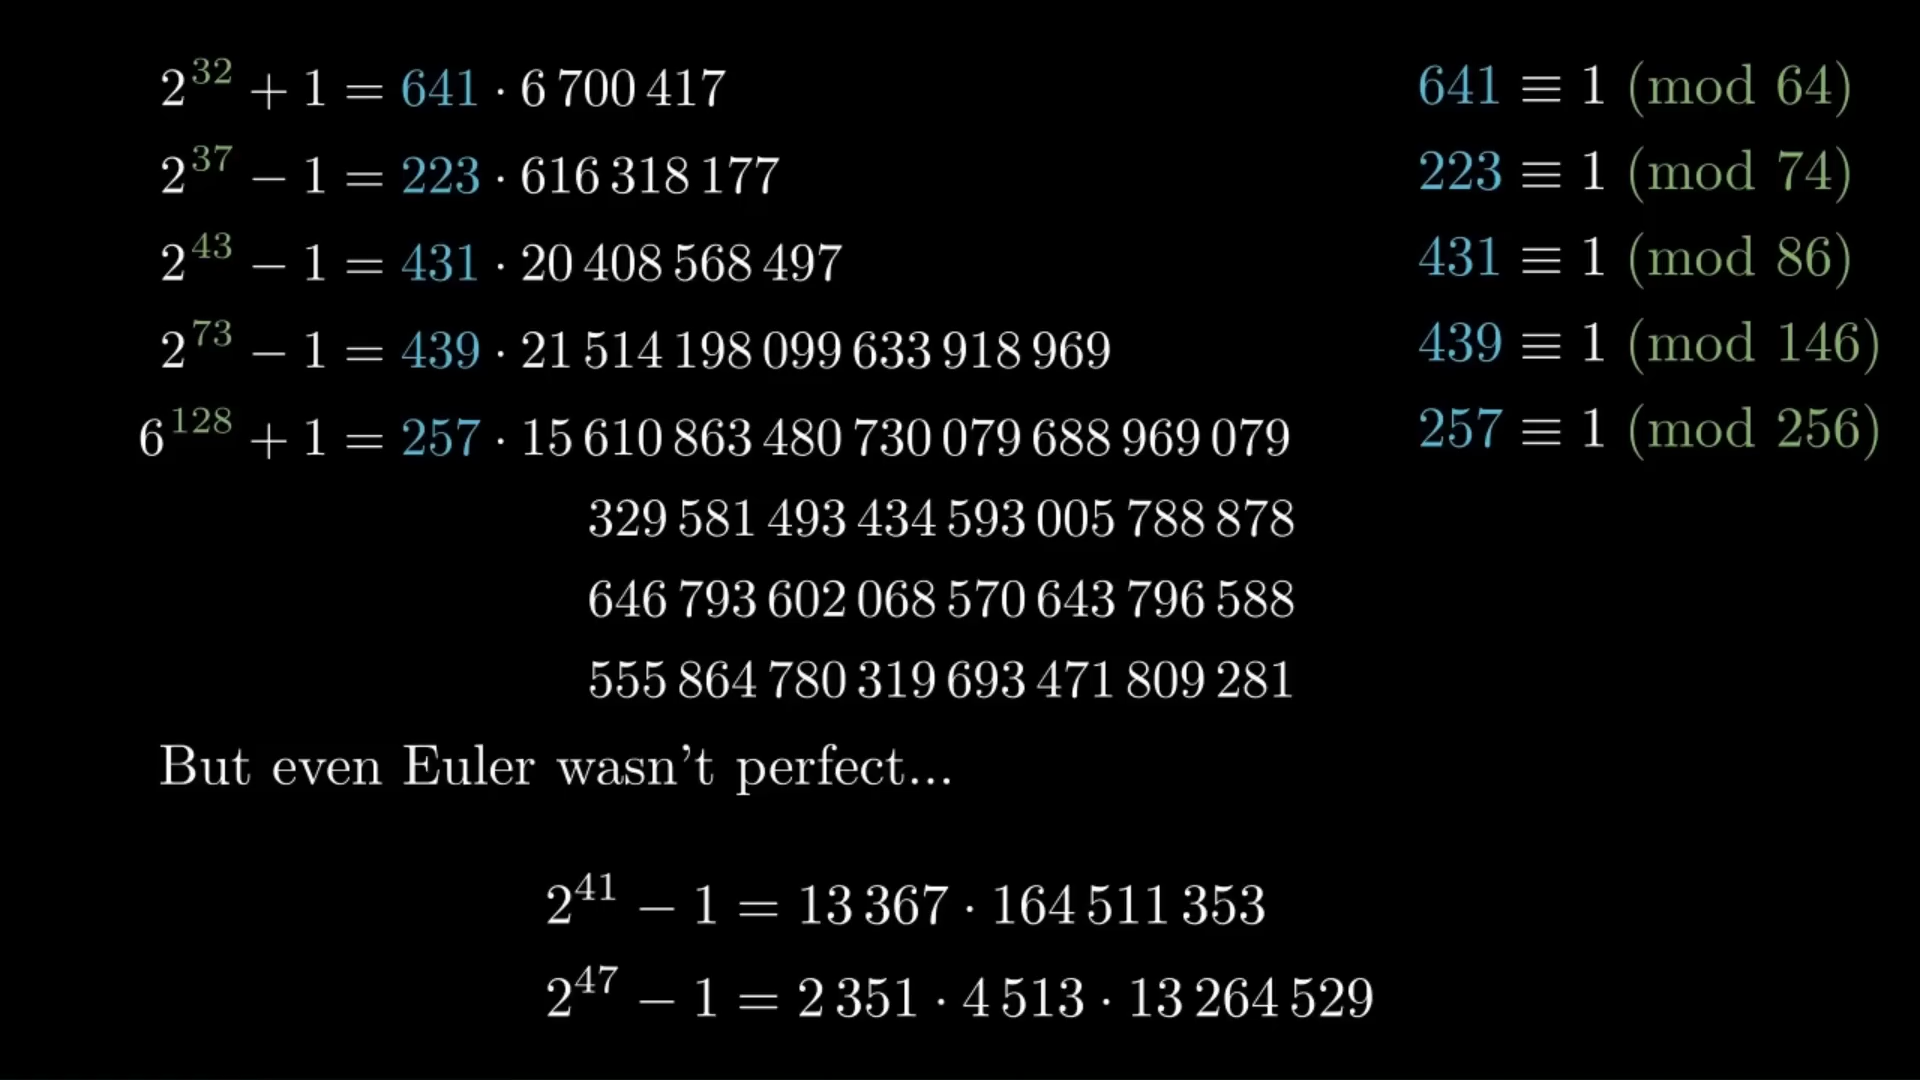 2^32 + 1 = 641 · 6 700 417
641 ≡ 1 (mod 64)
2^37 − 1 = 223 · 616 318 177
223 ≡ 1 (mod 74)
2^43 − 1 = 431 · 20 408 568 497
431 ≡ 1 (mod 86)
2^73 − 1 = 439 · 21 514 198 099 633 918 969
439 ≡ 1 (mod 146)
6^128 + 1 = 257 · 15 610 863 480 730 079 688 969 079
257 ≡ 1 (mod 256)
329 581 493 434 593 005 788 878
646 793 602 068 570 643 796 588
555 864 780 319 693 471 809 281
But even Euler wasn't perfect...
2^41 − 1 = 13 367 · 164 511 353
2^47 − 1 = 2 351 · 4 513 · 13 264 529